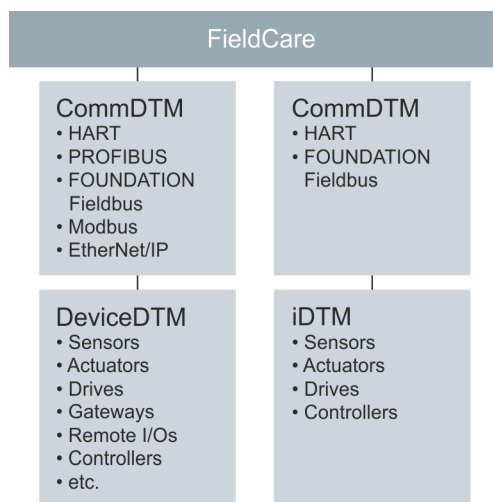 FieldCare
CommDTM
• HART
• PROFIBUS
• FOUNDATION
Fieldbus
• Modbus
• EtherNet/IP
CommDTM
• HART
• FOUNDATION
Fieldbus
DeviceDTM
• Sensors
• Actuators
• Drives
• Gateways
• Remote I/Os
• Controllers
• etc.
iDTM
• Sensors
• Actuators
• Drives
• Controllers